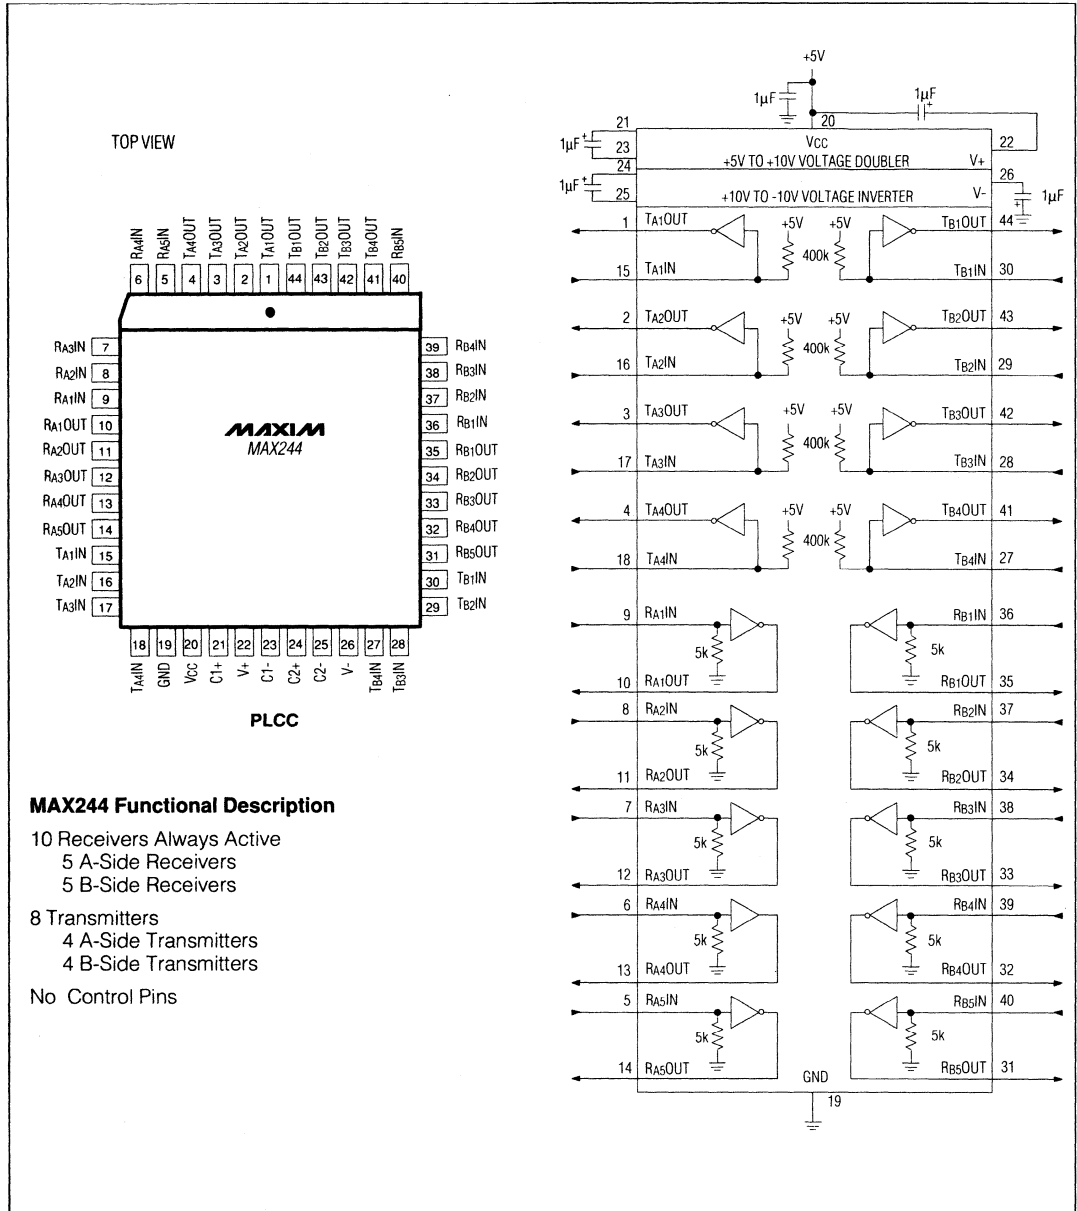 TOP VIEW
RA4IN
RA5IN
TA4OUT
TA3OUT
TA2OUT
TA1OUT
TB1OUT
TB2OUT
TB3OUT
TB4OUT
RB5IN
6 5 4 3 2 1 44 43 42 41 40
RA3IN 7
RA2IN 8
RA1IN 9
RA1OUT 10
RA2OUT 11
RA3OUT 12
RA4OUT 13
RA5OUT 14
TA1IN 15
TA2IN 16
TA3IN 17
MAXIM
MAX244
39 RB4IN
38 RB3IN
37 RB2IN
36 RB1IN
35 RB1OUT
34 RB2OUT
33 RB3OUT
32 RB4OUT
31 RB5OUT
30 TB1IN
29 TB2IN
18 19 20 21 22 23 24 25 26 27 28
TA4IN
GND
VCC
C1+
V+
C1-
C2+
C2-
V-
TB4IN
TB3IN
PLCC
MAX244 Functional Description
10 Receivers Always Active
5 A-Side Receivers
5 B-Side Receivers
8 Transmitters
4 A-Side Transmitters
4 B-Side Transmitters
No Control Pins
+5V
1µF
1µF +
20
21
1µF +
23
VCC
22
+5V TO +10V VOLTAGE DOUBLER V+
24
1µF +
25
26
+10V TO -10V VOLTAGE INVERTER V-
+ 1µF
1 TA1OUT +5V +5V TB1OUT 44
400k
15 TA1IN TB1IN 30
2 TA2OUT +5V +5V TB2OUT 43
400k
16 TA2IN TB2IN 29
3 TA3OUT +5V +5V TB3OUT 42
400k
17 TA3IN TB3IN 28
4 TA4OUT +5V +5V TB4OUT 41
400k
18 TA4IN TB4IN 27
9 RA1IN RB1IN 36
5k 5k
10 RA1OUT RB1OUT 35
8 RA2IN RB2IN 37
5k 5k
11 RA2OUT RB2OUT 34
7 RA3IN RB3IN 38
5k 5k
12 RA3OUT RB3OUT 33
6 RA4IN RB4IN 39
5k 5k
13 RA4OUT RB4OUT 32
5 RA5IN RB5IN 40
5k 5k
14 RA5OUT RB5OUT 31
GND
19